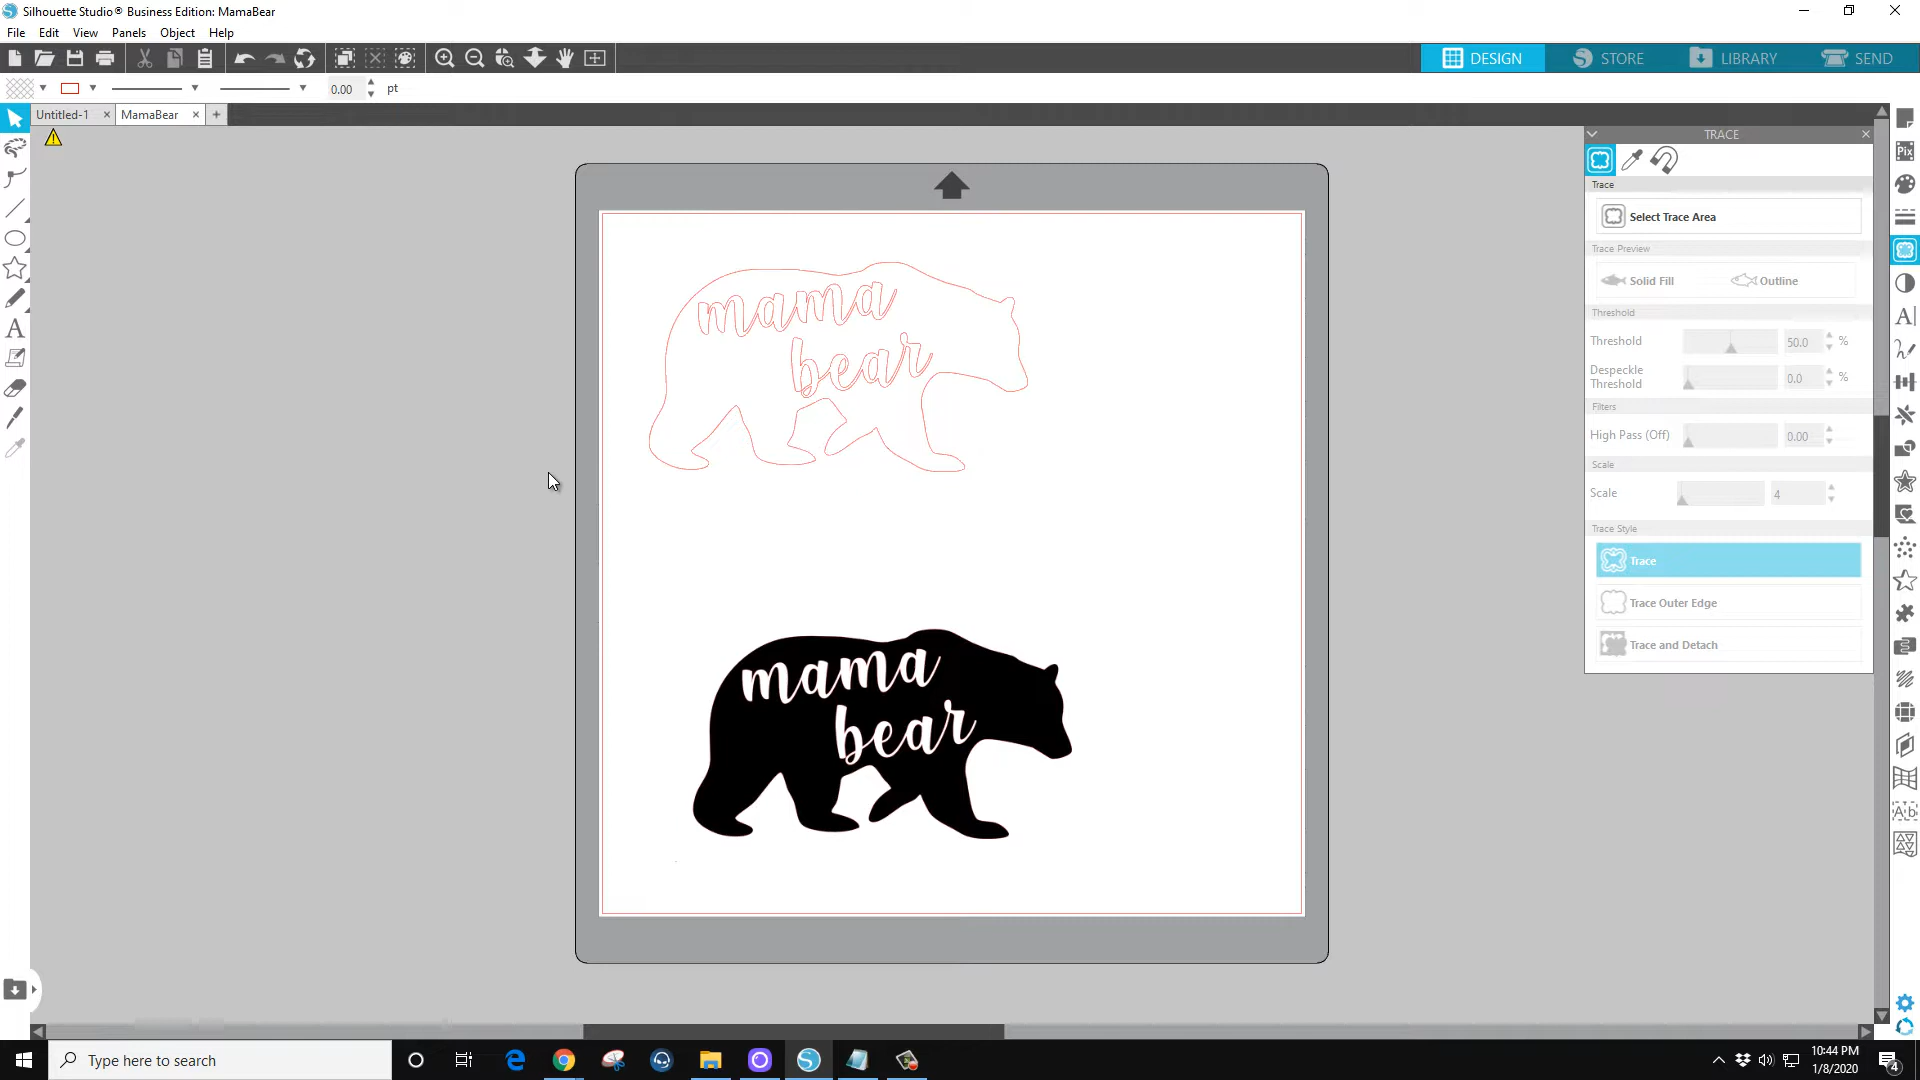 Silhouette Studio® Business Edition: MamaBear
File Edit View Panels Object Help
DESIGN STORE LIBRARY SEND
0.00 pt
Untitled-1 MamaBear
TRACE
Pix
Trace
Select Trace Area
Trace Preview
Solid Fill Outline
Threshold
Threshold 50.0 %
Despeckle
Threshold 0.0 %
Filters
High Pass (Off) 0.00
Scale
Scale 4
Trace Style
Trace
Trace Outer Edge
Trace and Detach
mama
bear
mama
bear
Type here to search
10:44 PM
1/8/2020
4